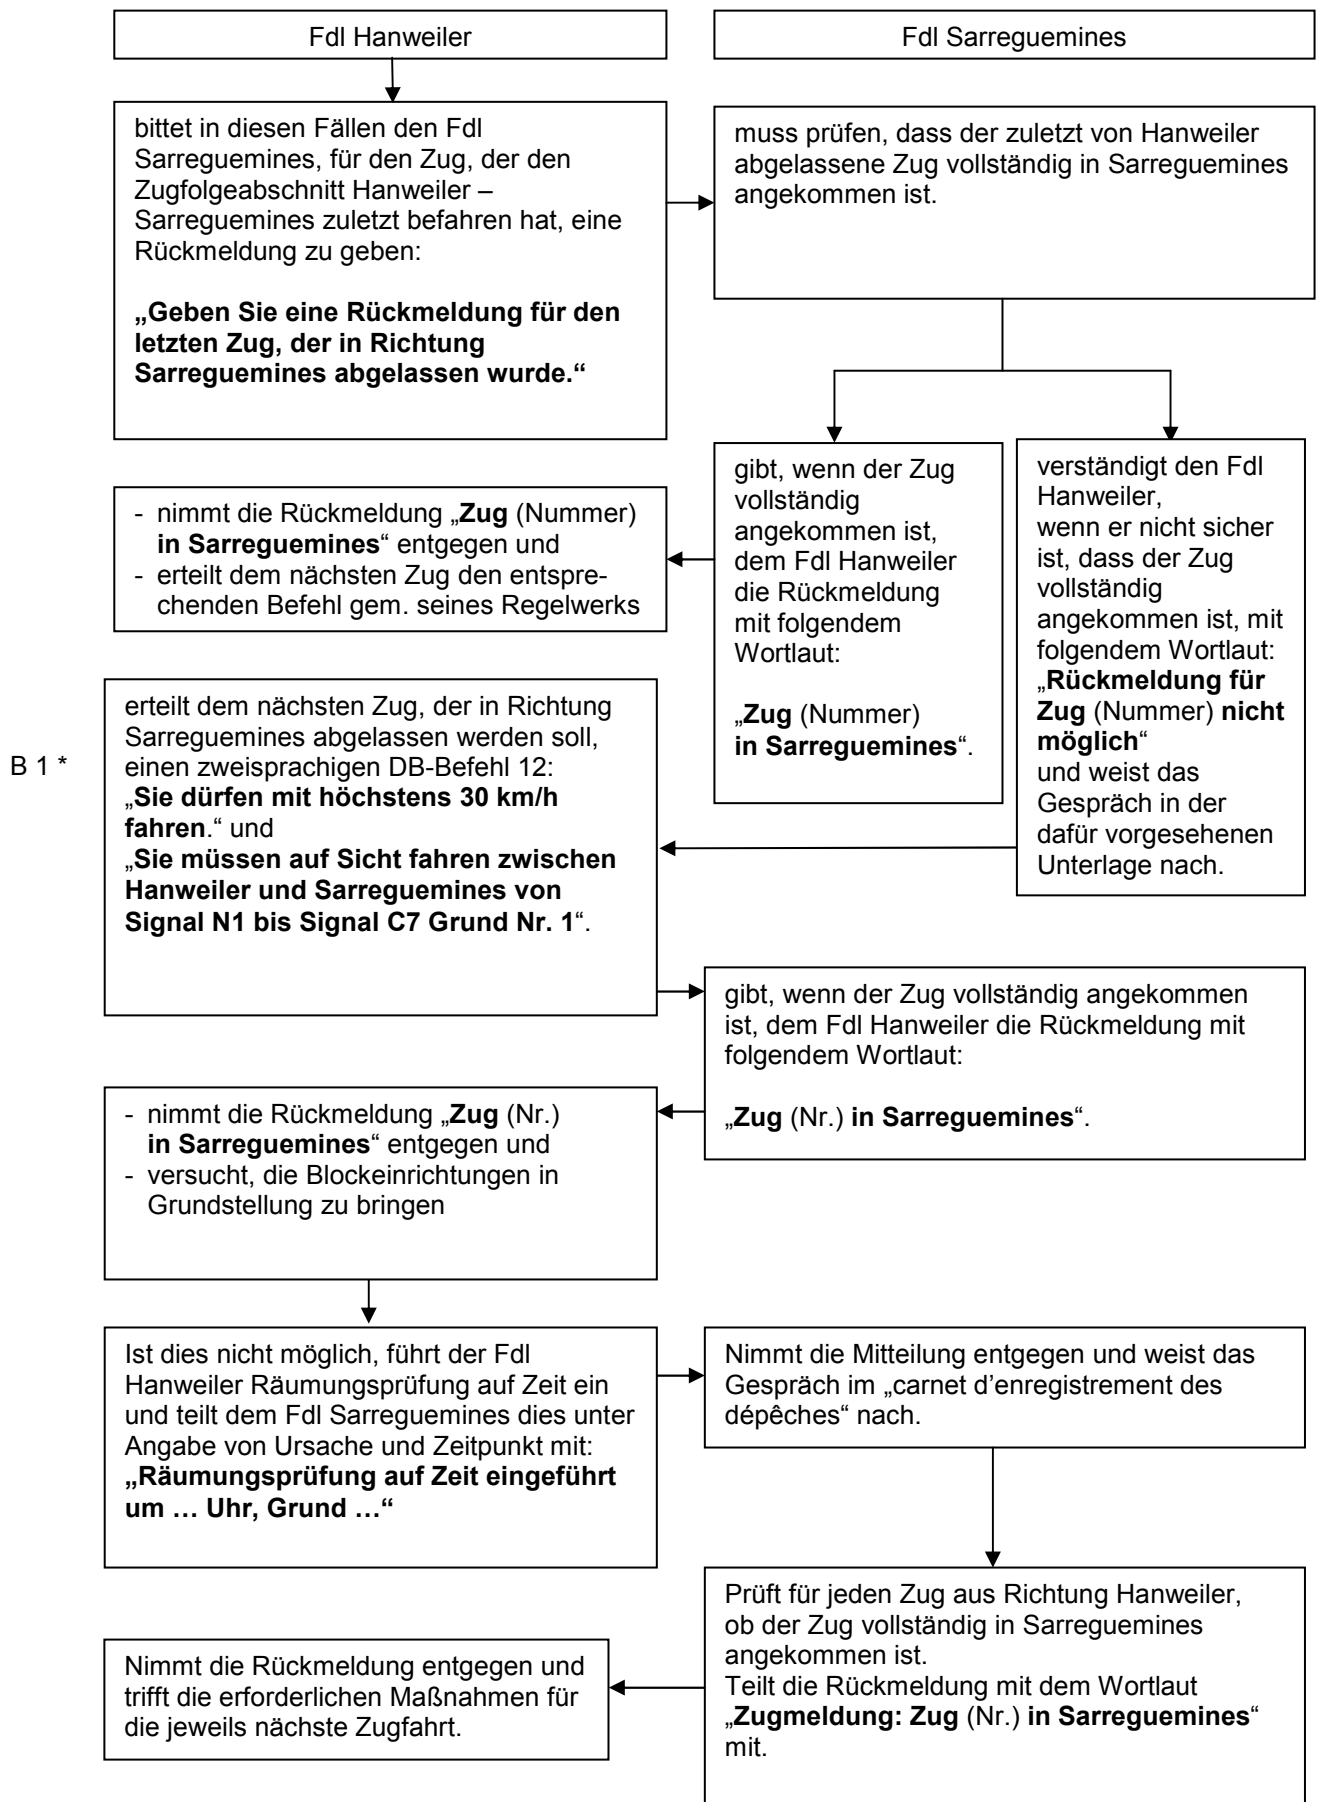 Fdl Hanweiler
Fdl Sarreguemines
bittet in diesen Fällen den Fdl
Sarreguemines, für den Zug, der den
Zugfolgeabschnitt Hanweiler –
Sarreguemines zuletzt befahren hat, eine
Rückmeldung zu geben:
„Geben Sie eine Rückmeldung für den
letzten Zug, der in Richtung
Sarreguemines abgelassen wurde.“
muss prüfen, dass der zuletzt von Hanweiler
abgelassene Zug vollständig in Sarreguemines
angekommen ist.
gibt, wenn der Zug
vollständig
angekommen ist,
dem Fdl Hanweiler
die Rückmeldung
mit folgendem
Wortlaut:
„Zug (Nummer)
in Sarreguemines“.
verständigt den Fdl
Hanweiler,
wenn er nicht sicher
ist, dass der Zug
vollständig
angekommen ist, mit
folgendem Wortlaut:
„Rückmeldung für
Zug (Nummer) nicht
möglich“
und weist das
Gespräch in der
dafür vorgesehenen
Unterlage nach.
- nimmt die Rückmeldung „Zug (Nummer)
in Sarreguemines“ entgegen und
- erteilt dem nächsten Zug den entspre-
chenden Befehl gem. seines Regelwerks
B 1 *
erteilt dem nächsten Zug, der in Richtung
Sarreguemines abgelassen werden soll,
einen zweisprachigen DB-Befehl 12:
„Sie dürfen mit höchstens 30 km/h
fahren.“ und
„Sie müssen auf Sicht fahren zwischen
Hanweiler und Sarreguemines von
Signal N1 bis Signal C7 Grund Nr. 1“.
gibt, wenn der Zug vollständig angekommen
ist, dem Fdl Hanweiler die Rückmeldung mit
folgendem Wortlaut:
„Zug (Nr.) in Sarreguemines“.
- nimmt die Rückmeldung „Zug (Nr.)
in Sarreguemines“ entgegen und
- versucht, die Blockeinrichtungen in
Grundstellung zu bringen
Ist dies nicht möglich, führt der Fdl
Hanweiler Räumungsprüfung auf Zeit ein
und teilt dem Fdl Sarreguemines dies unter
Angabe von Ursache und Zeitpunkt mit:
„Räumungsprüfung auf Zeit eingeführt
um … Uhr, Grund …“
Nimmt die Mitteilung entgegen und weist das
Gespräch im „carnet d’enregistrement des
dépêches“ nach.
Prüft für jeden Zug aus Richtung Hanweiler,
ob der Zug vollständig in Sarreguemines
angekommen ist.
Teilt die Rückmeldung mit dem Wortlaut
„Zugmeldung: Zug (Nr.) in Sarreguemines“
mit.
Nimmt die Rückmeldung entgegen und
trifft die erforderlichen Maßnahmen für
die jeweils nächste Zugfahrt.